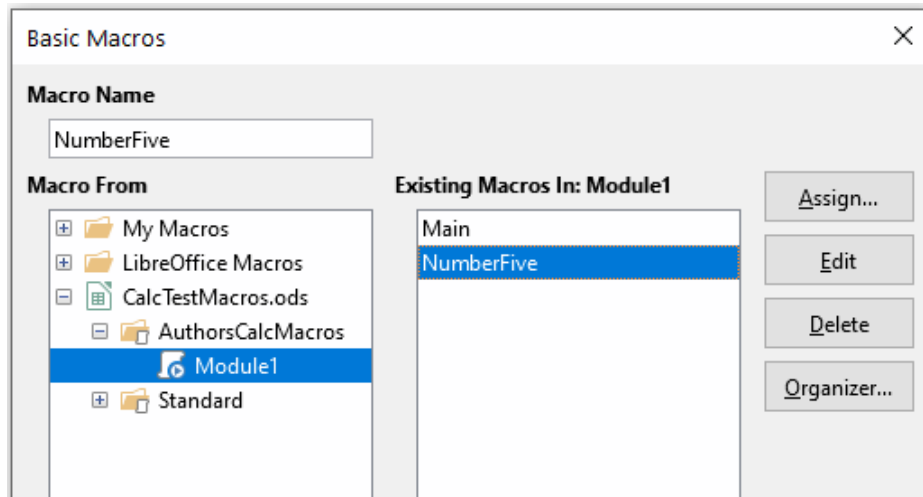 Basic Macros
Macro Name
NumberFive
Macro From
My Macros
LibreOffice Macros
CalcTestMacros.ods
AuthorsCalcMacros
Module1
Standard
Existing Macros In: Module1
Main
NumberFive
Assign...
Edit
Delete
Organizer...